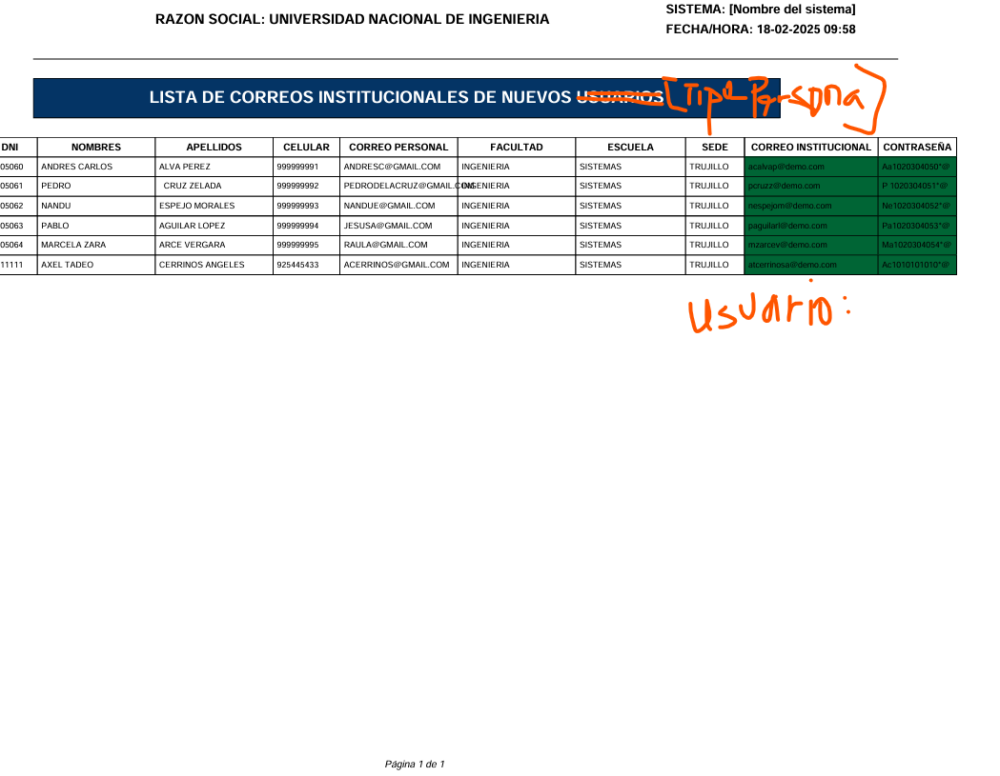 RAZON SOCIAL: UNIVERSIDAD NACIONAL DE INGENIERIA
SISTEMA: [Nombre del sistema]
FECHA/HORA: 18-02-2025 09:58
LISTA DE CORREOS INSTITUCIONALES DE NUEVOS USUARIOS [Tipo Persona]
DNI NOMBRES APELLIDOS CELULAR CORREO PERSONAL FACULTAD ESCUELA SEDE CORREO INSTITUCIONAL CONTRASEÑA
05060 ANDRES CARLOS ALVA PEREZ 999999991 ANDRESC@GMAIL.COM INGENIERIA SISTEMAS TRUJILLO acalvap@demo.com Aa1020304050*@
05061 PEDRO CRUZ ZELADA 999999992 PEDRODELACRUZ@GMAIL.COM INGENIERIA SISTEMAS TRUJILLO pcruzz@demo.com P 1020304051*@
05062 NANDU ESPEJO MORALES 999999993 NANDUE@GMAIL.COM INGENIERIA SISTEMAS TRUJILLO nespejom@demo.com Ne1020304052*@
05063 PABLO AGUILAR LOPEZ 999999994 JESUSA@GMAIL.COM INGENIERIA SISTEMAS TRUJILLO paguilarl@demo.com Pa1020304053*@
05064 MARCELA ZARA ARCE VERGARA 999999995 RAULA@GMAIL.COM INGENIERIA SISTEMAS TRUJILLO mzarcev@demo.com Ma1020304054*@
11111 AXEL TADEO CERRINOS ANGELES 925445433 ACERRINOS@GMAIL.COM INGENIERIA SISTEMAS TRUJILLO atcerrinosa@demo.com Ac1010101010*@
Usuario:
Página 1 de 1